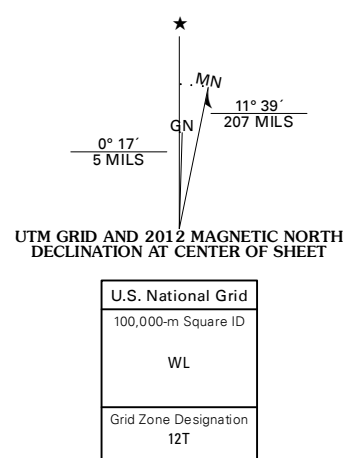 MN
11° 39´
207 MILS
GN
0° 17´
5 MILS
UTM GRID AND 2012 MAGNETIC NORTH
DECLINATION AT CENTER OF SHEET
U.S. National Grid
100,000-m Square ID
WL
Grid Zone Designation
12T